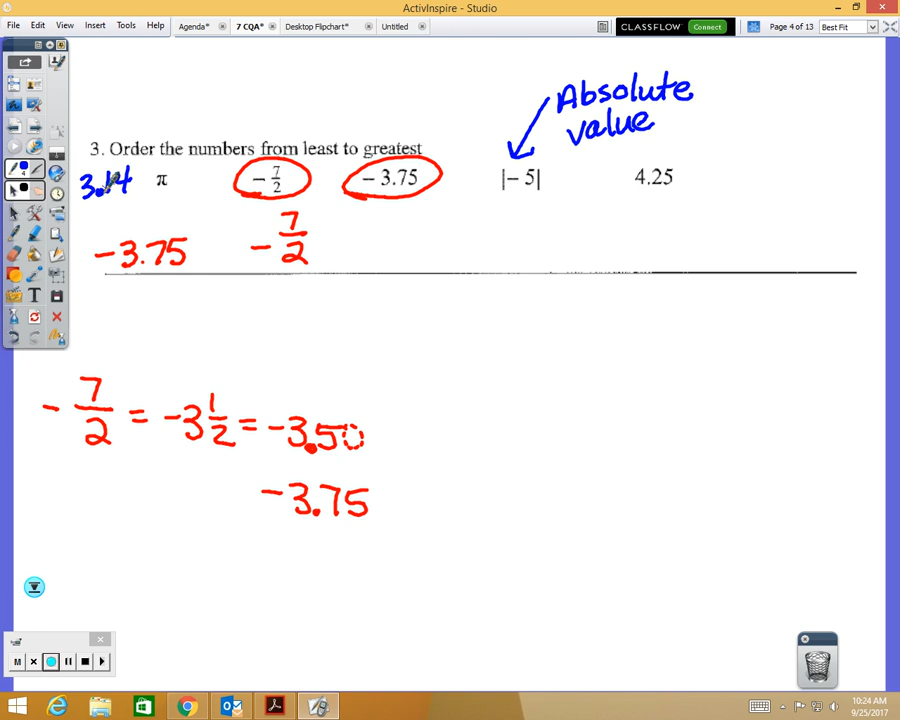 ActivInspire - Studio
File Edit View Insert Tools Help Agenda* 7 CQA* Desktop Flipchart* Untitled CLASSFLOW Connect Page 4 of 13 Best Fit
Absolute
value
3. Order the numbers from least to greatest
3.14 π - 7/2 - 3.75 |- 5| 4.25
-3.75 - 7/2
- 7/2 = -3 1/2 = -3.50
-3.75
4
T
M
10:24 AM
9/25/2017